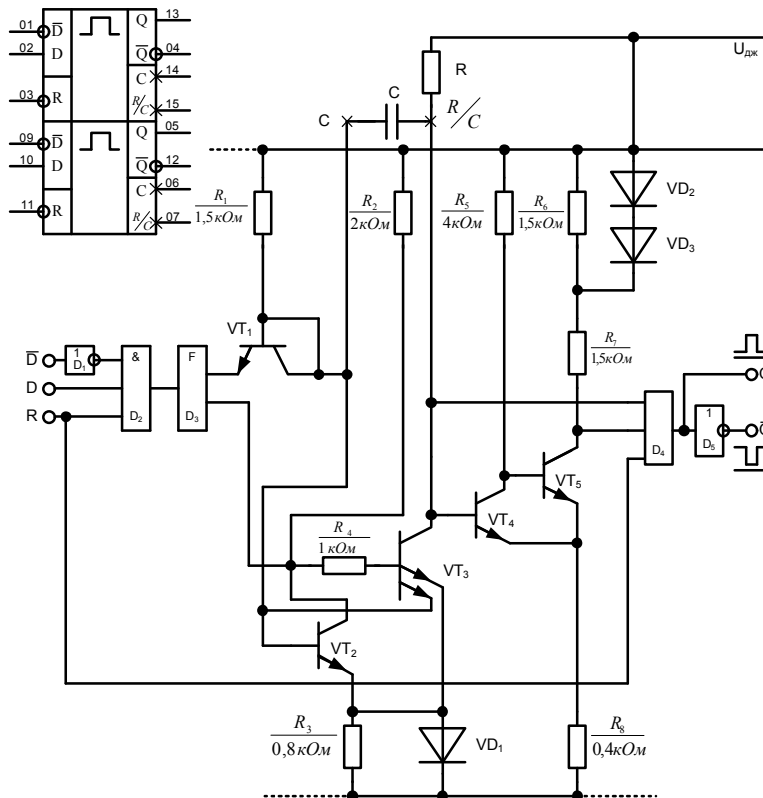 01 D̅ Q 13
02 D Q̅ 04
C 14
03 R R/C 15
09 D̅ Q 05
10 D Q̅ 12
C 06
11 R R/C 07
Uдж
R
C C R/C
R₁ 1,5кОм
R₂ 2кОм
R₅ 4кОм
R₆ 1,5кОм
VD₂
VD₃
VT₁
R₇ 1,5кОм
D̅ 1 D₁
D
R
& D₂
F D₃
D₄
1 D₅
VT₅
VT₄
R₄ 1кОм
VT₃
VT₂
R₃ 0,8кОм
VD₁
R₈ 0,4кОм